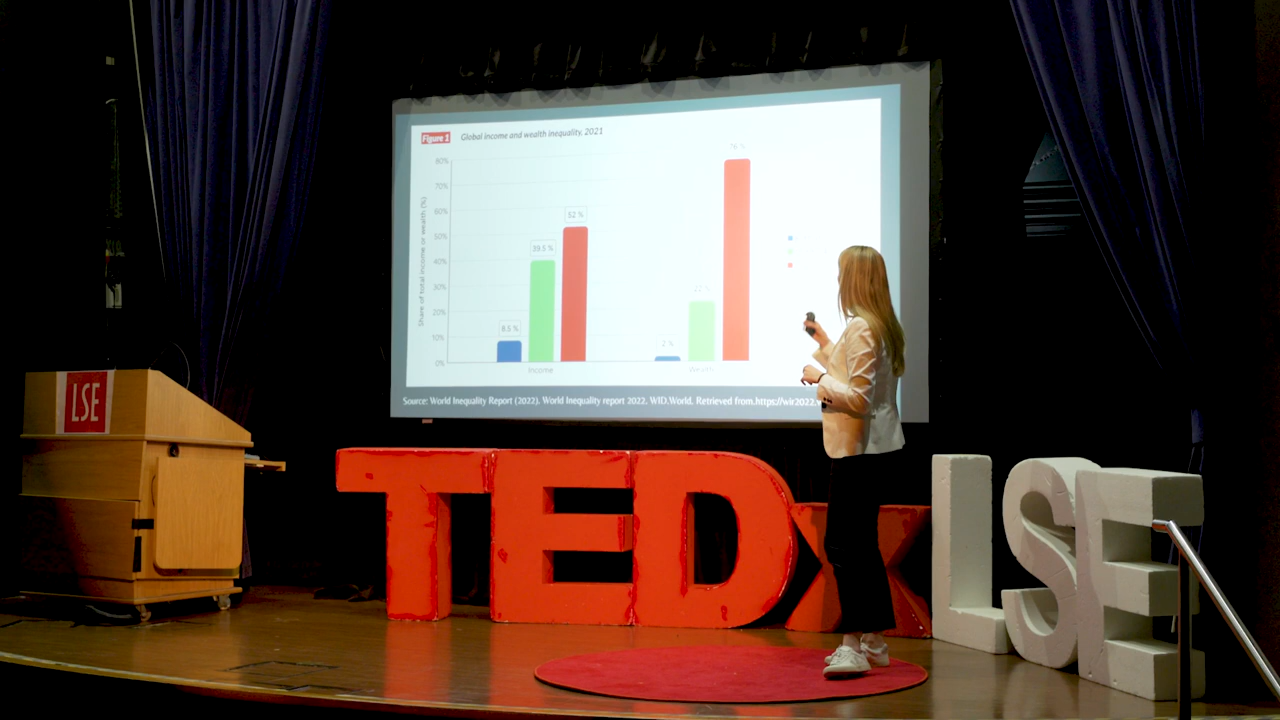 Figure 1 Global income and wealth inequality, 2021
Share of total income or wealth (%)
80%
70%
60%
50%
40%
30%
20%
10%
0%
8.5 %
39.5 %
52 %
2 %
22 %
76 %
Income
Source: World Inequality Report (2022). World Inequality report 2022, WID.World. Retrieved from.https://wir2022.
LSE
TEDx LSE